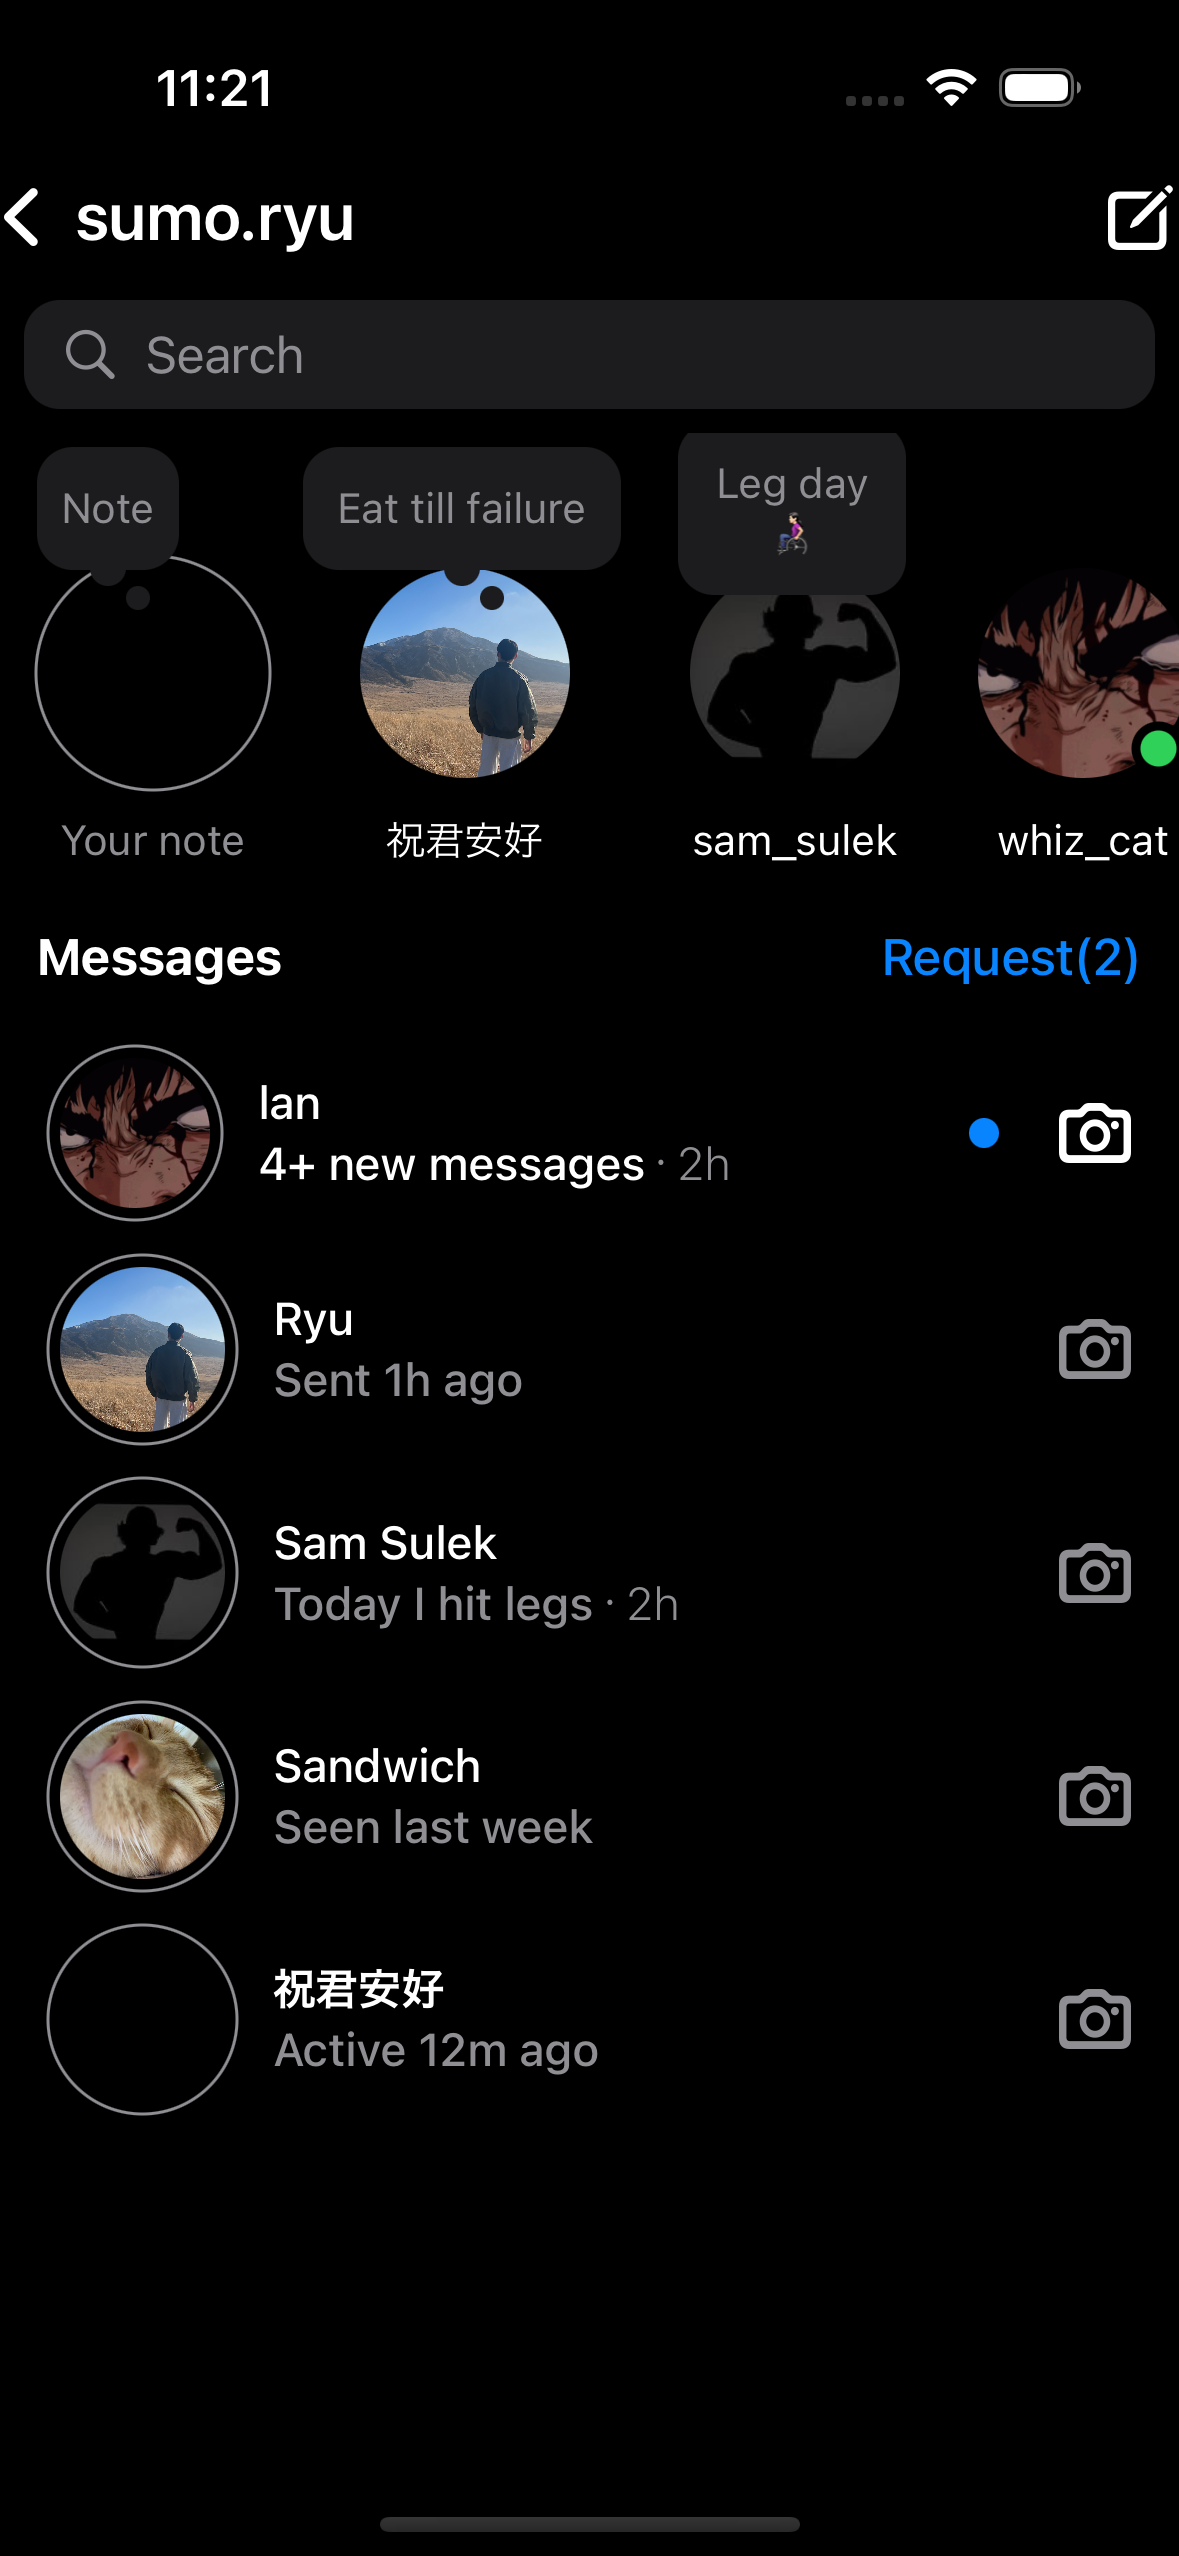 11:21
sumo.ryu
Search
Note
Eat till failure
Leg day
Your note
祝君安好
sam_sulek
whiz_cat
Messages
Request(2)
Ian
4+ new messages · 2h
Ryu
Sent 1h ago
Sam Sulek
Today I hit legs · 2h
Sandwich
Seen last week
祝君安好
Active 12m ago